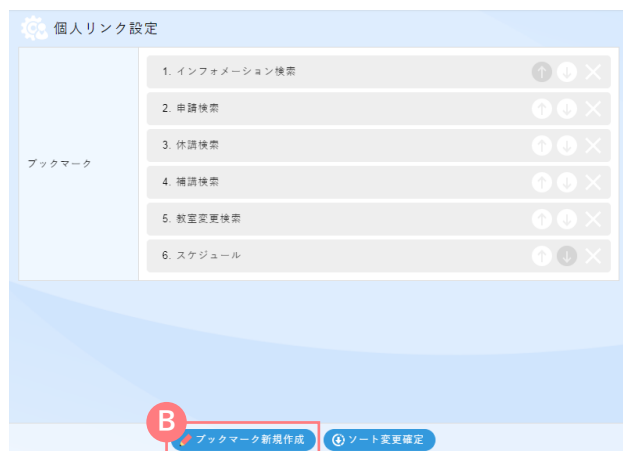 個人リンク設定
1. インフォメーション検索
2. 申請検索
3. 休講検索
ブックマーク
4. 補講検索
5. 教室変更検索
6. スケジュール
B
ブックマーク新規作成
ソート変更確定